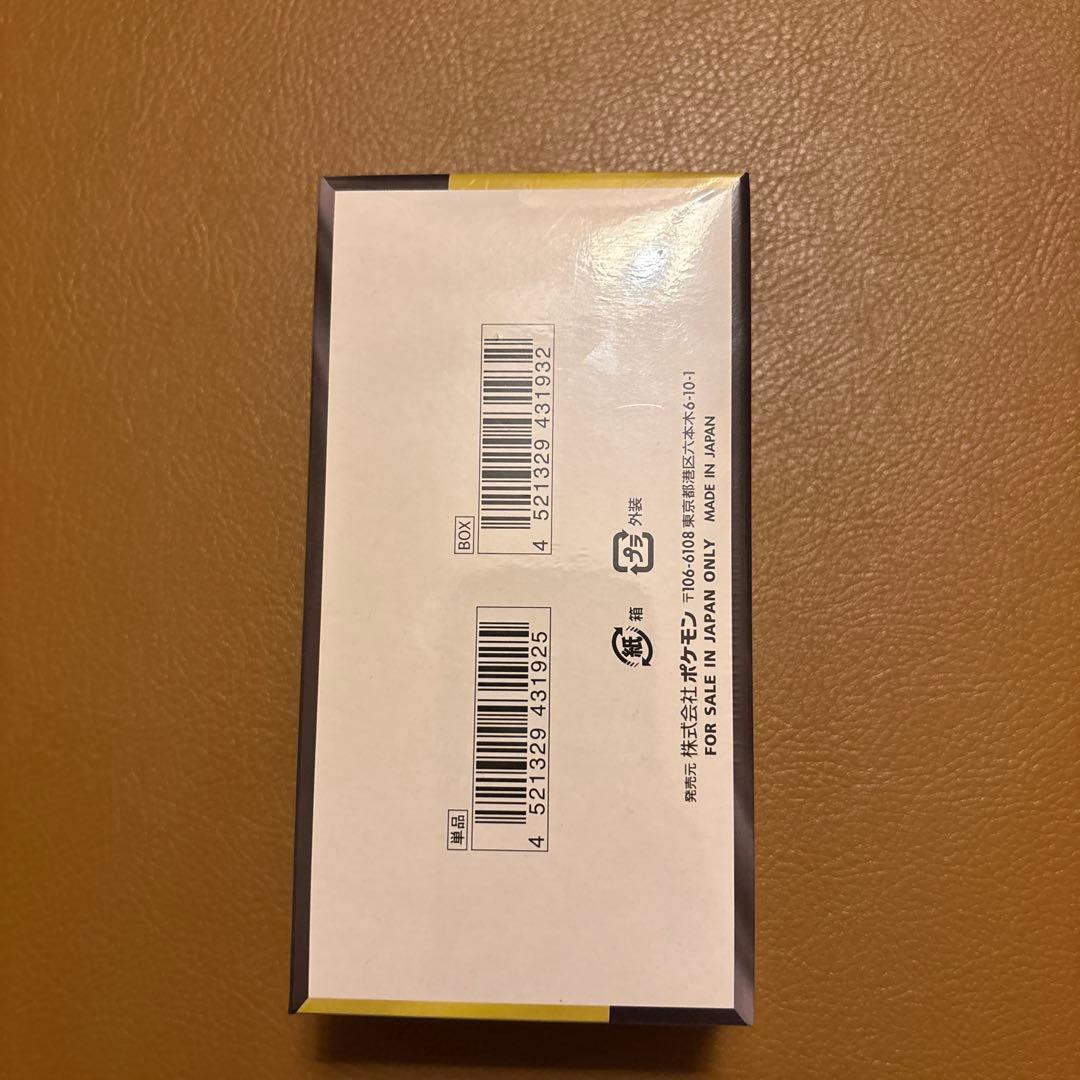 単品
4 521329 431925
BOX
4 521329 431932
紙 箱
プラ 外装
発売元 株式会社 ポケモン 〒106-6108 東京都港区六本木6-10-1
FOR SALE IN JAPAN ONLY MADE IN JAPAN